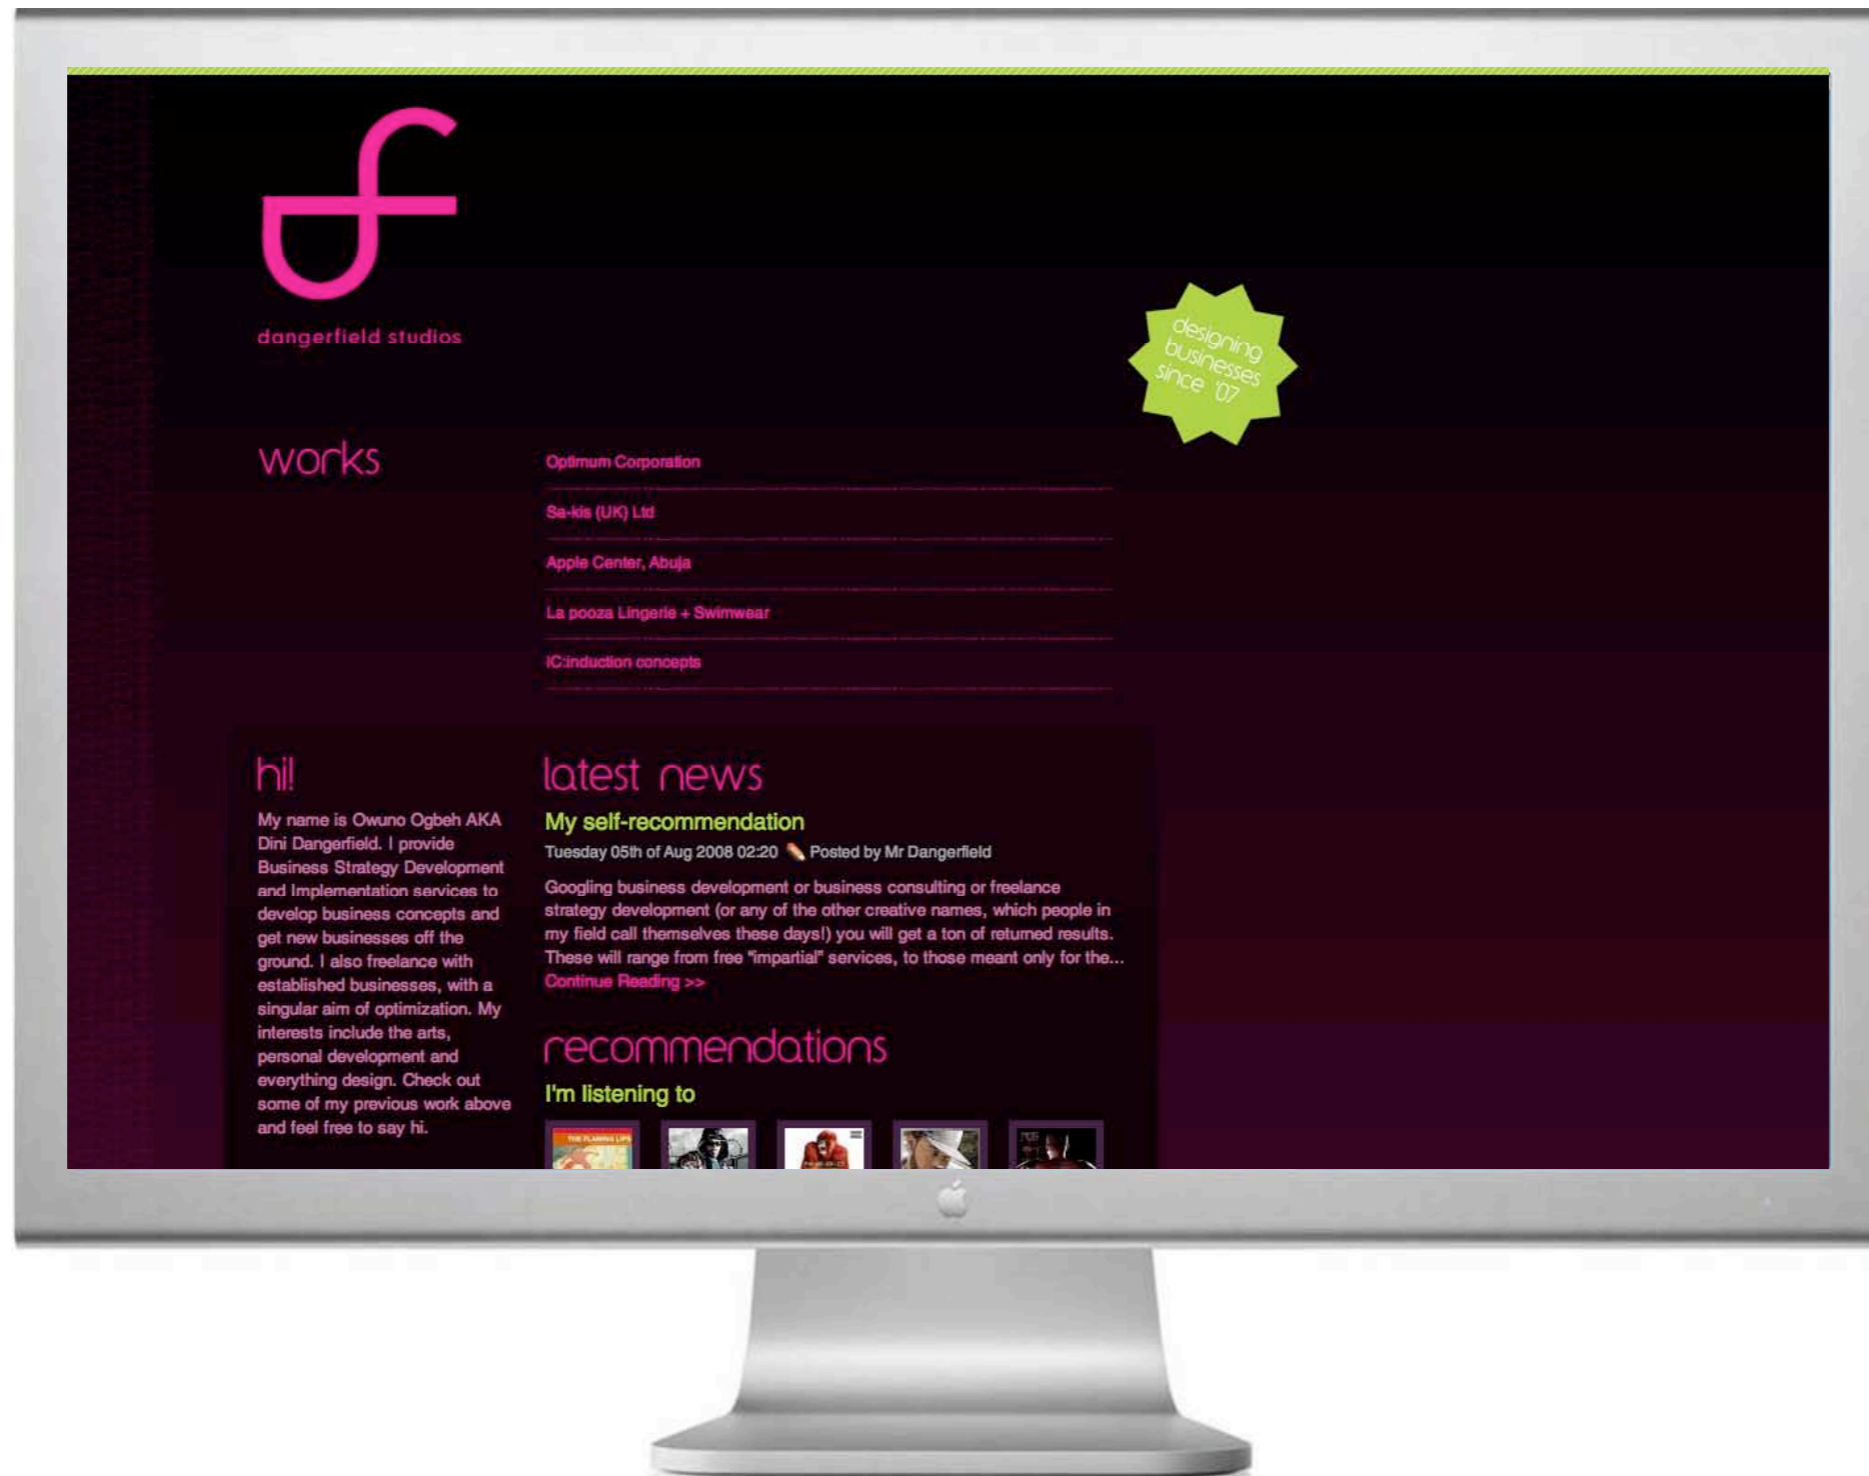 dangerfield studios
designing
businesses
since '07
works
Optimum Corporation
Sa-kis (UK) Ltd
Apple Center, Abuja
La pooza Lingerie + Swimwear
IC:induction concepts
hi!
My name is Owuno Ogbeh AKA
Dini Dangerfield. I provide
Business Strategy Development
and Implementation services to
develop business concepts and
get new businesses off the
ground. I also freelance with
established businesses, with a
singular aim of optimization. My
interests include the arts,
personal development and
everything design. Check out
some of my previous work above
and feel free to say hi.
latest news
My self-recommendation
Tuesday 05th of Aug 2008 02:20 Posted by Mr Dangerfield
Googling business development or business consulting or freelance
strategy development (or any of the other creative names, which people in
my field call themselves these days!) you will get a ton of returned results.
These will range from free "impartial" services, to those meant only for the...
Continue Reading >>
recommendations
I'm listening to
THE FLAMING LIPS